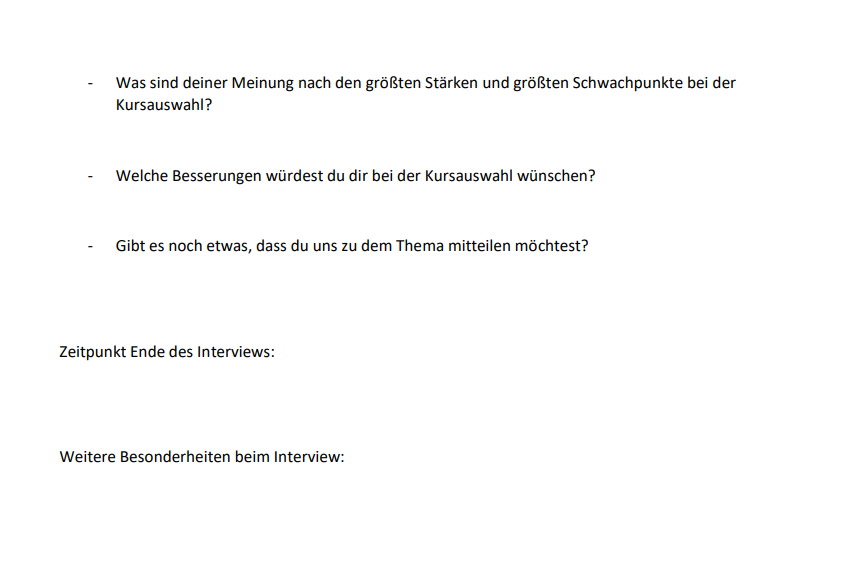 - Was sind deiner Meinung nach den größten Stärken und größten Schwachpunkte bei der
Kursauswahl?
- Welche Besserungen würdest du dir bei der Kursauswahl wünschen?
- Gibt es noch etwas, dass du uns zu dem Thema mitteilen möchtest?
Zeitpunkt Ende des Interviews:
Weitere Besonderheiten beim Interview: